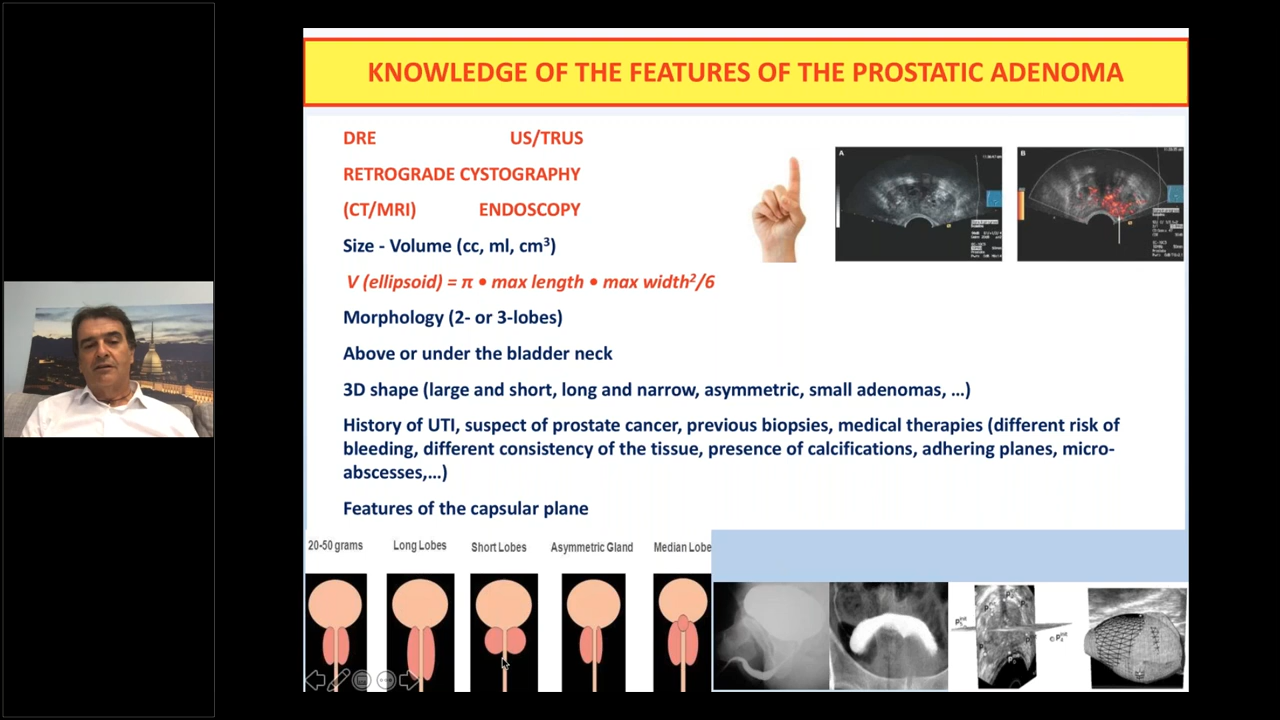 KNOWLEDGE OF THE FEATURES OF THE PROSTATIC ADENOMA
DRE US/TRUS
RETROGRADE CYSTOGRAPHY
(CT/MRI) ENDOSCOPY
Size - Volume (cc, ml, cm³)
V (ellipsoid) = π • max length • max width²/6
Morphology (2- or 3-lobes)
Above or under the bladder neck
3D shape (large and short, long and narrow, asymmetric, small adenomas, ...)
History of UTI, suspect of prostate cancer, previous biopsies, medical therapies (different risk of
bleeding, different consistency of the tissue, presence of calcifications, adhering planes, micro-
abscesses,...)
Features of the capsular plane
A
B
20-50 grams Long Lobes Short Lobes Asymmetric Gland Median Lobe